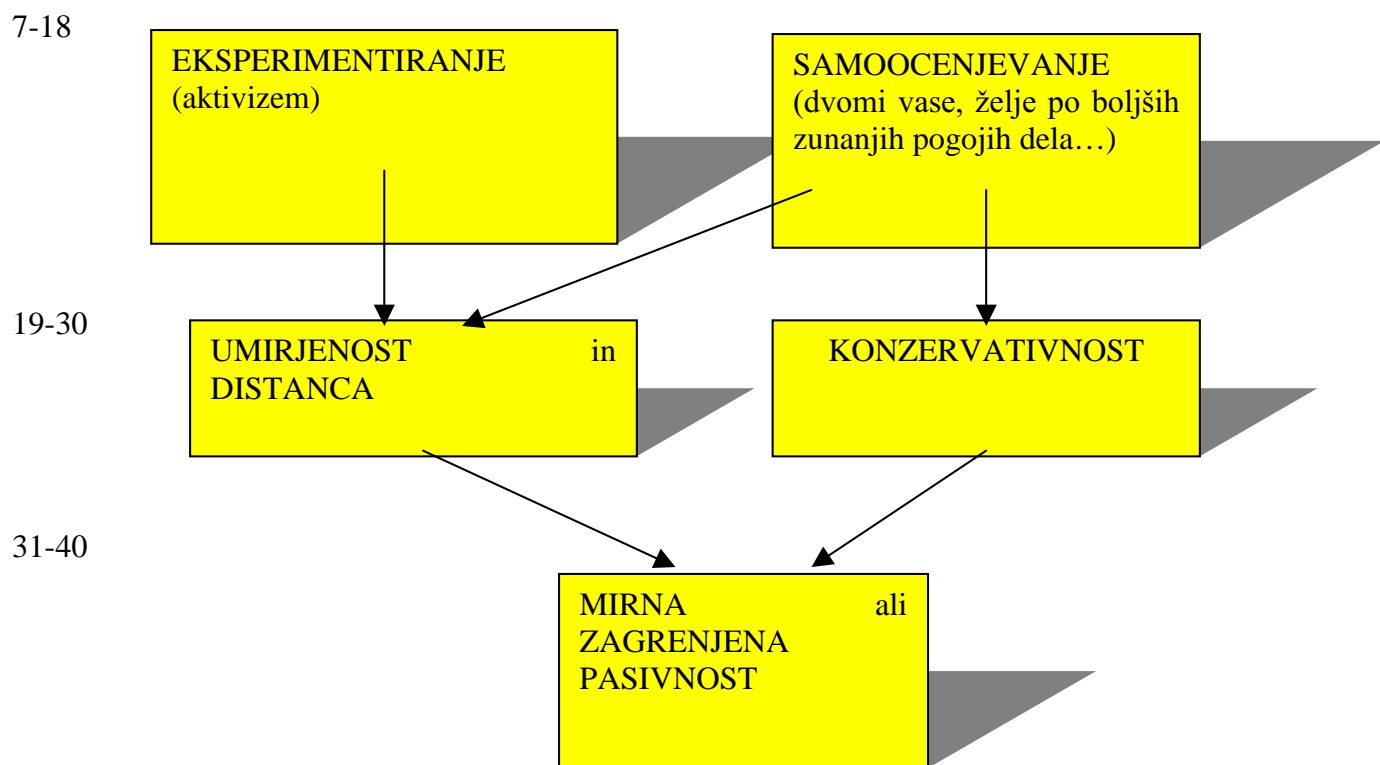 7-18
EKSPERIMENTIRANJE
(aktivizem)
SAMOOCENJEVANJE
(dvomi vase, želje po boljših
zunanjih pogojih dela…)
19-30
UMIRJENOST in
DISTANCA
KONZERVATIVNOST
31-40
MIRNA ali
ZAGRENJENA
PASIVNOST